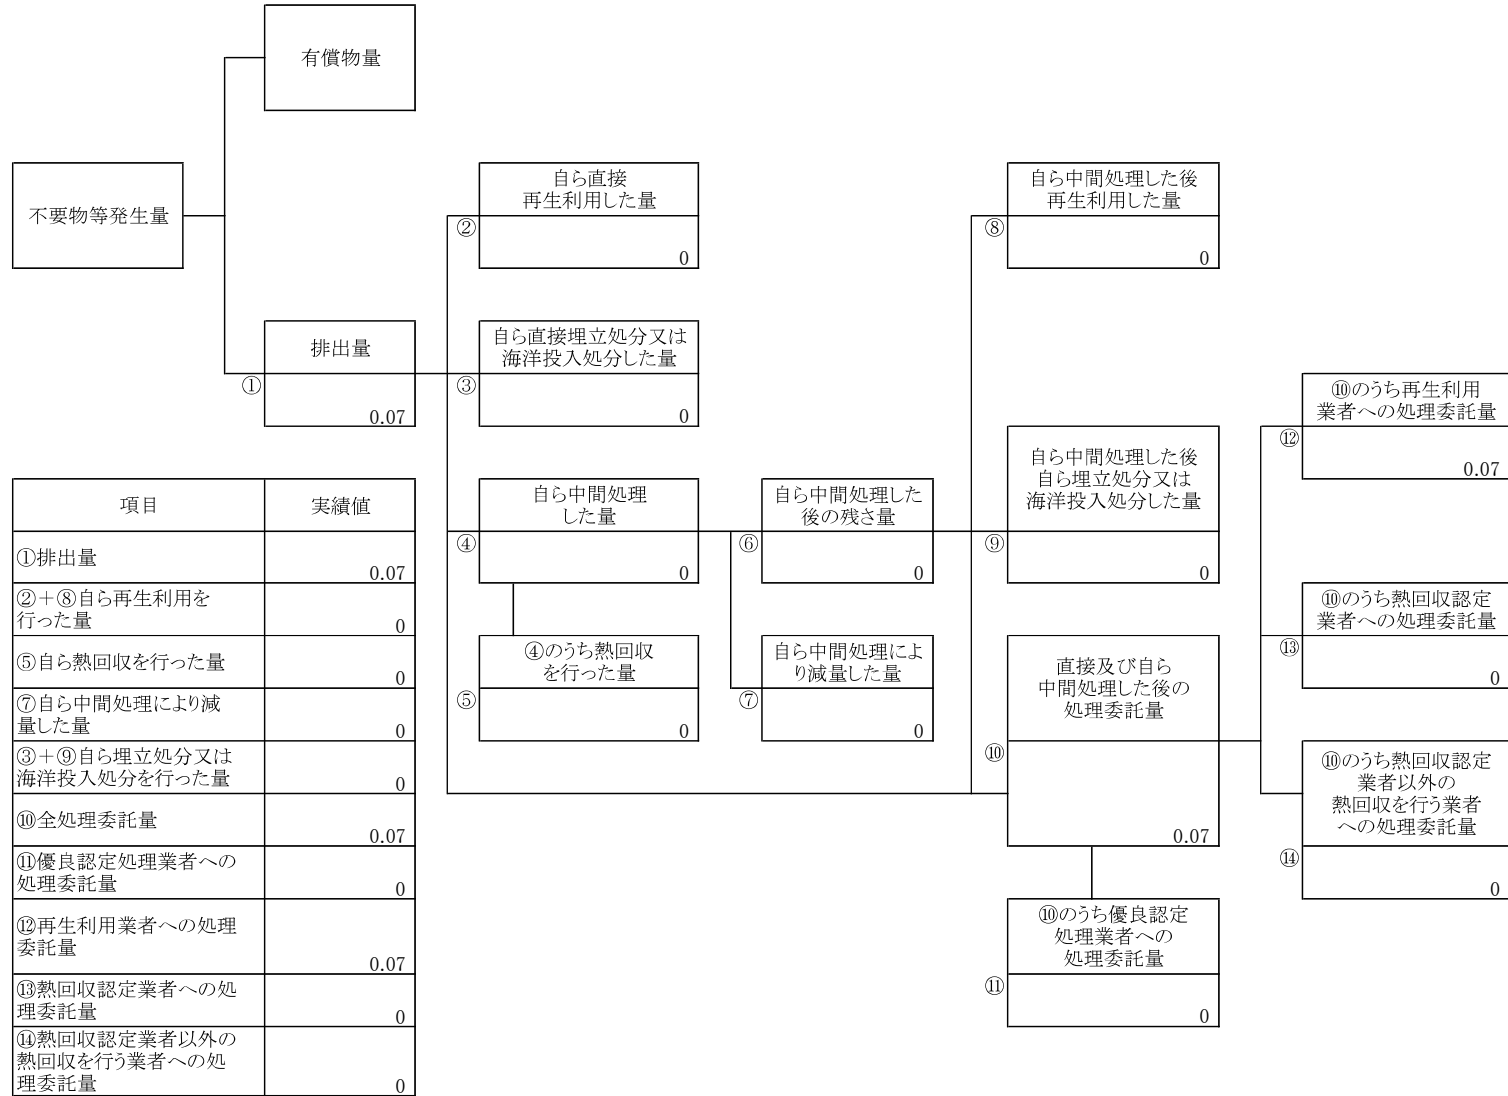 有償物量
不要物等発生量
自ら直接
再生利用した量
②
0
自ら中間処理した後
再生利用した量
⑧
0
排出量
①
0.07
自ら直接埋立処分又は
海洋投入処分した量
③
0
⑩のうち再生利用
業者への処理委託量
⑫
0.07
自ら中間処理
した量
④
0
自ら中間処理した
後の残さ量
⑥
0
自ら中間処理した後
自ら埋立処分又は
海洋投入処分した量
⑨
0
⑩のうち熱回収認定
業者への処理委託量
⑬
0
④のうち熱回収
を行った量
⑤
0
自ら中間処理によ
り減量した量
⑦
0
直接及び自ら
中間処理した後の
処理委託量
⑩
0.07
⑩のうち熱回収認定
業者以外の
熱回収を行う業者
への処理委託量
⑭
0
⑩のうち優良認定
処理業者への
処理委託量
⑪
0
項目 実績値
①排出量
0.07
②＋⑧自ら再生利用を
行った量
0
⑤自ら熱回収を行った量
0
⑦自ら中間処理により減
量した量
0
③＋⑨自ら埋立処分又は
海洋投入処分を行った量
0
⑩全処理委託量
0.07
⑪優良認定処理業者への
処理委託量
0
⑫再生利用業者への処理
委託量
0.07
⑬熱回収認定業者への処
理委託量
0
⑭熱回収認定業者以外の
熱回収を行う業者への処
理委託量
0